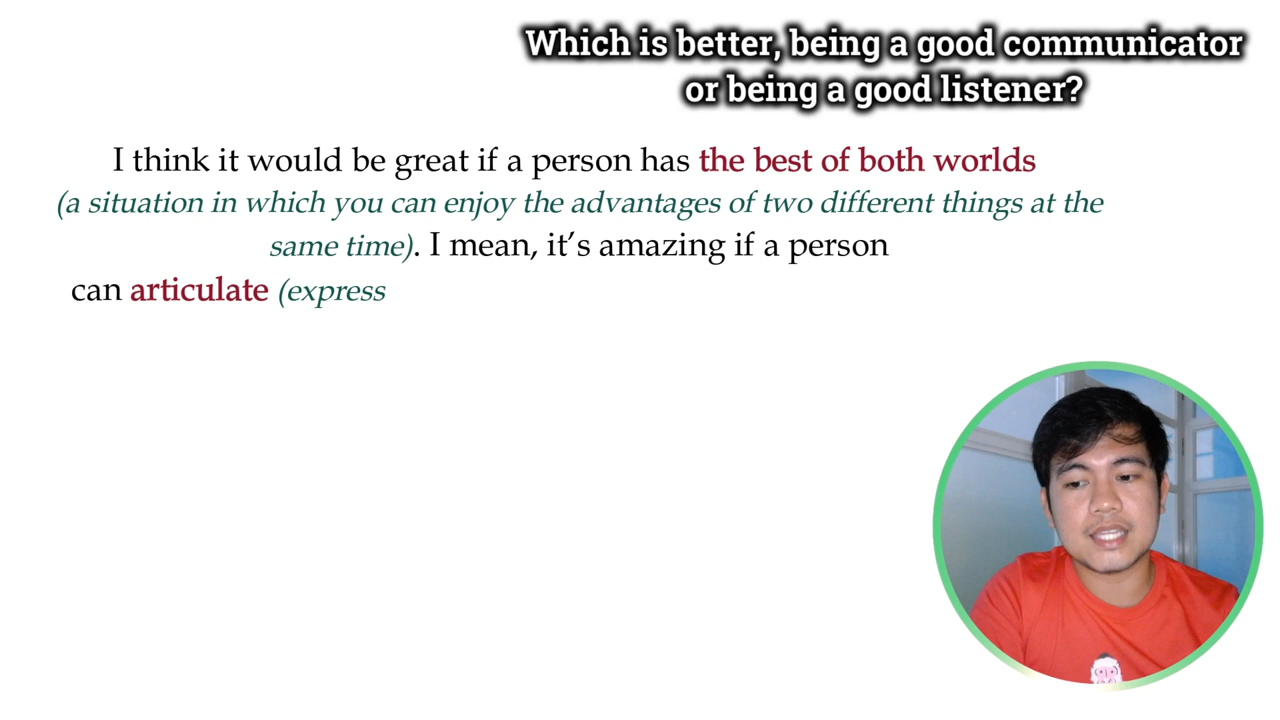 Which is better, being a good communicator
or being a good listener?
I think it would be great if a person has the best of both worlds
(a situation in which you can enjoy the advantages of two different things at the
same time). I mean, it’s amazing if a person
can articulate (express